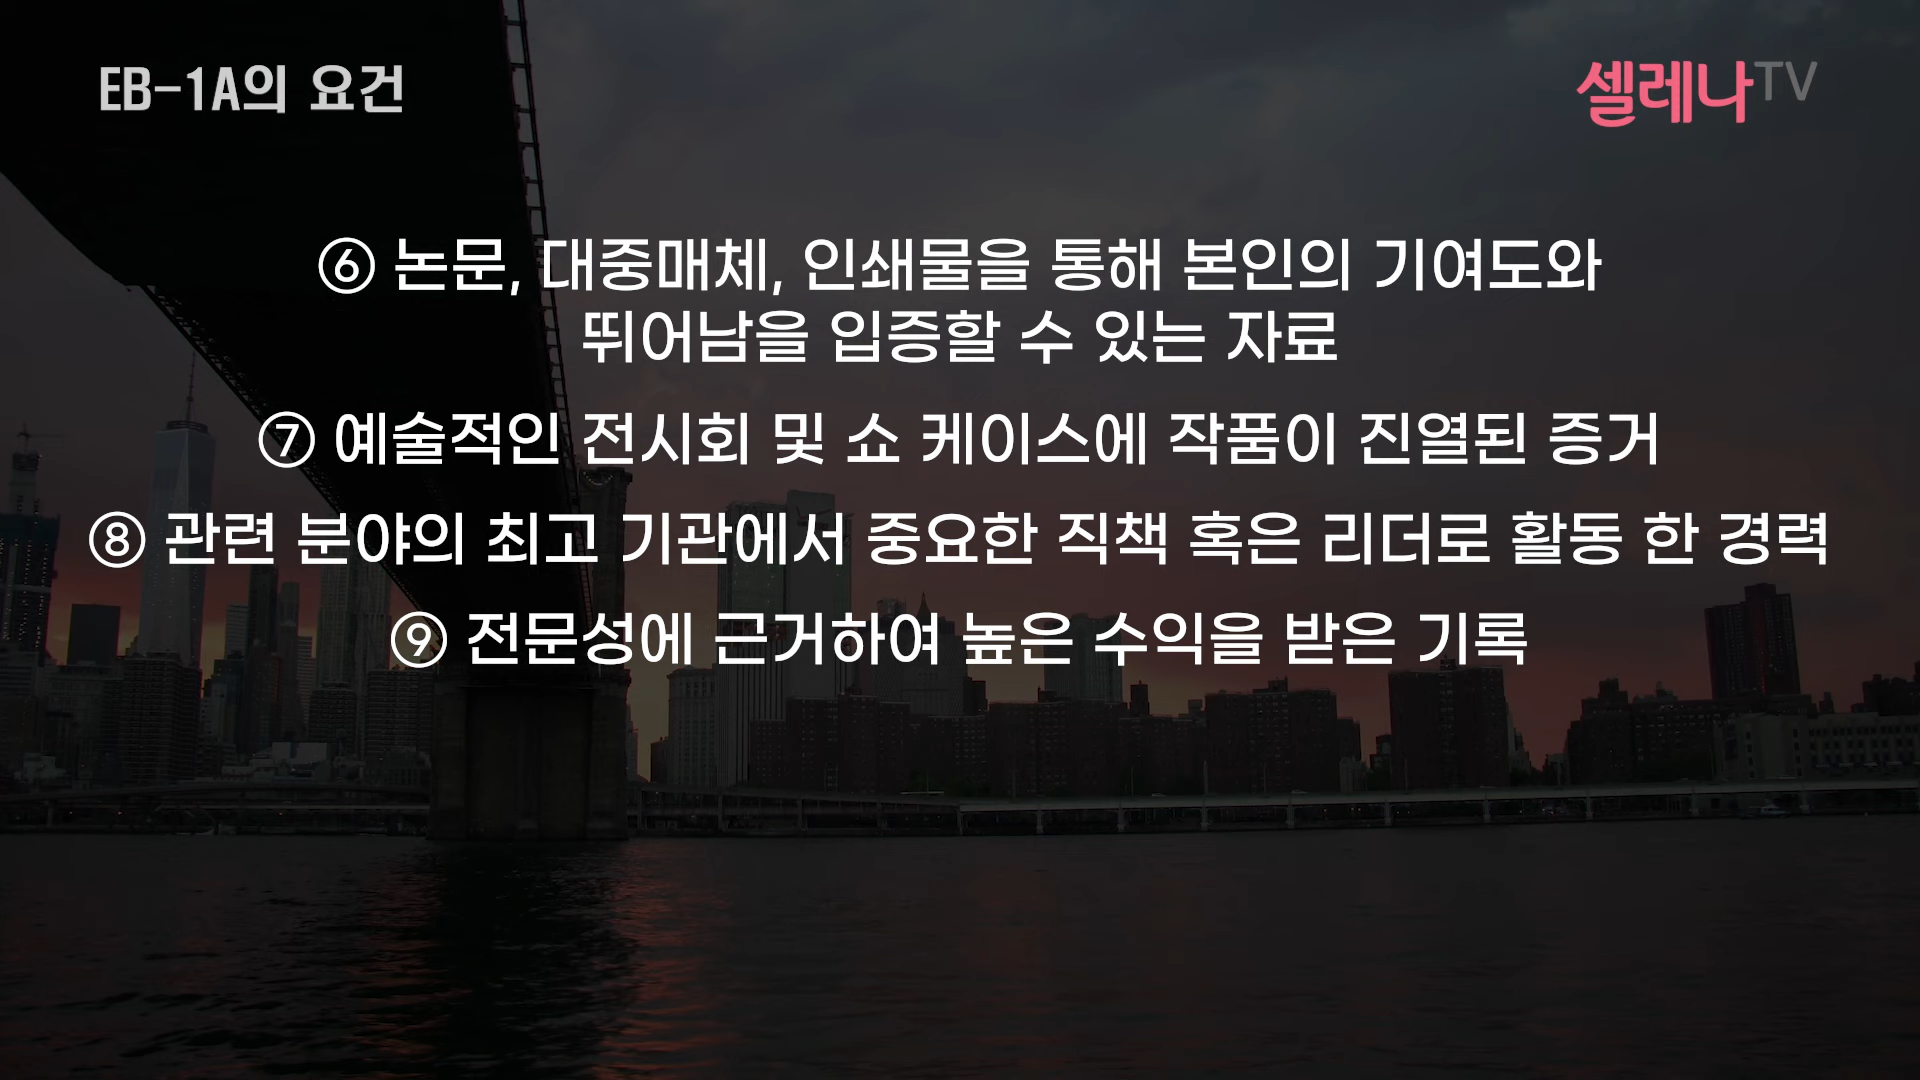 EB-1A의 요건
셀레나TV
⑥ 논문, 대중매체, 인쇄물을 통해 본인의 기여도와
뛰어남을 입증할 수 있는 자료
⑦ 예술적인 전시회 및 쇼 케이스에 작품이 진열된 증거
⑧ 관련 분야의 최고 기관에서 중요한 직책 혹은 리더로 활동 한 경력
⑨ 전문성에 근거하여 높은 수익을 받은 기록